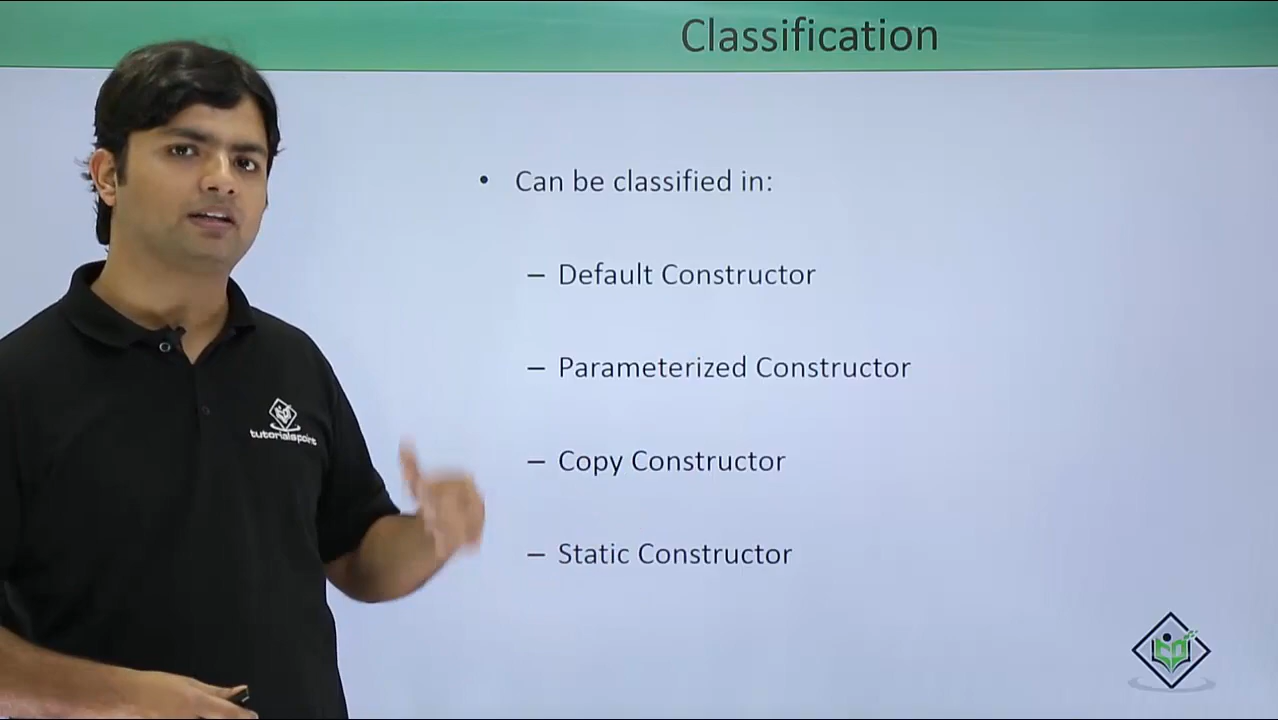 Classification
• Can be classified in:
– Default Constructor
– Parameterized Constructor
– Copy Constructor
– Static Constructor
tutorialspoint